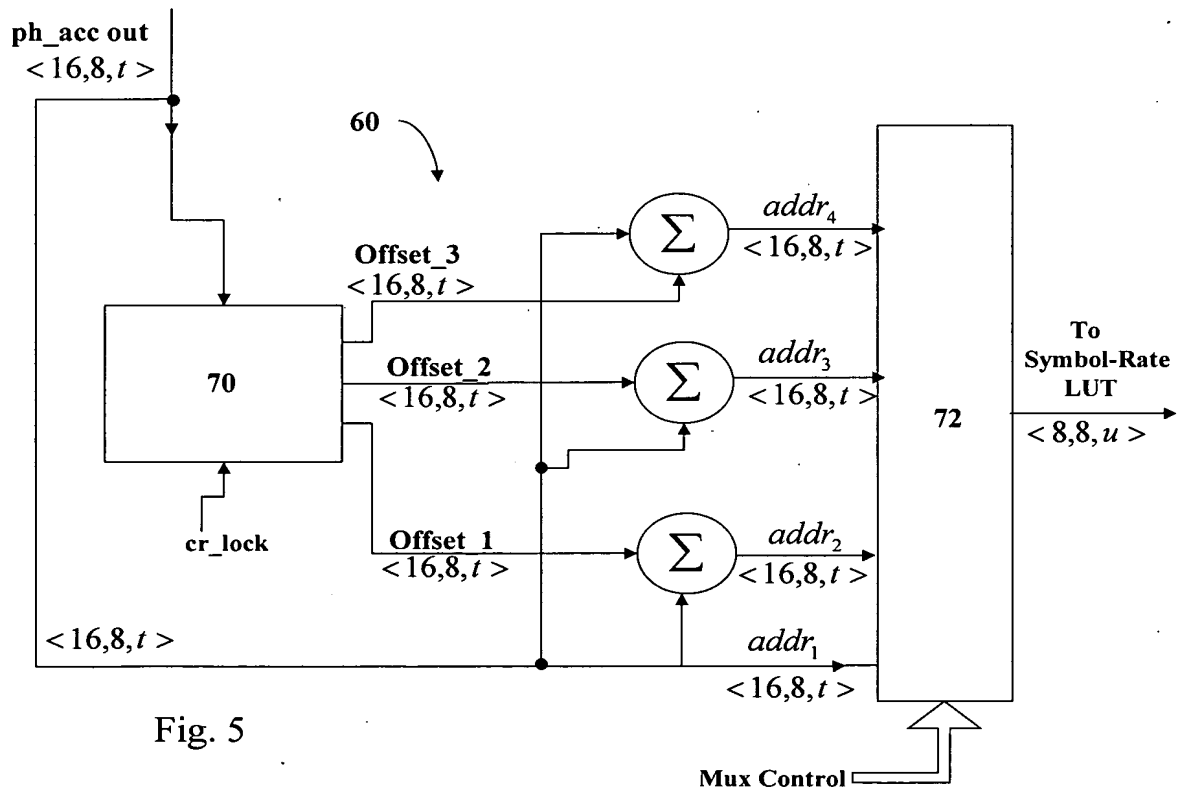 ph_acc out
< 16,8, t >
60
addr4
< 16,8, t >
Offset_3
< 16,8, t >
Σ
70
Offset_2
< 16,8, t >
Σ
addr3
< 16,8, t >
To
Symbol-Rate
LUT
< 8,8, u >
72
cr_lock
Offset_1
< 16,8, t >
Σ
addr2
< 16,8, t >
< 16,8, t >
addr1
< 16,8, t >
Fig. 5
Mux Control